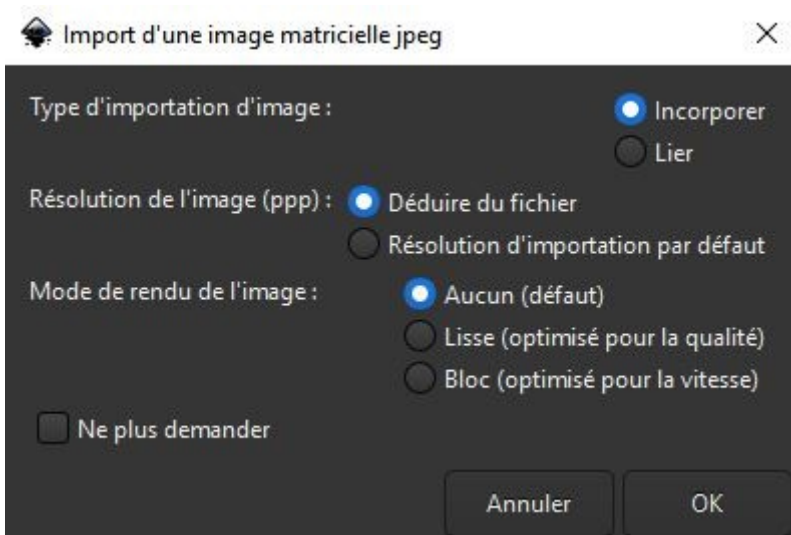 Import d'une image matricielle jpeg
Type d'importation d'image :
Incorporer
Lier
Résolution de l'image (ppp) :
Déduire du fichier
Résolution d'importation par défaut
Mode de rendu de l'image :
Aucun (défaut)
Lisse (optimisé pour la qualité)
Bloc (optimisé pour la vitesse)
Ne plus demander
Annuler
OK